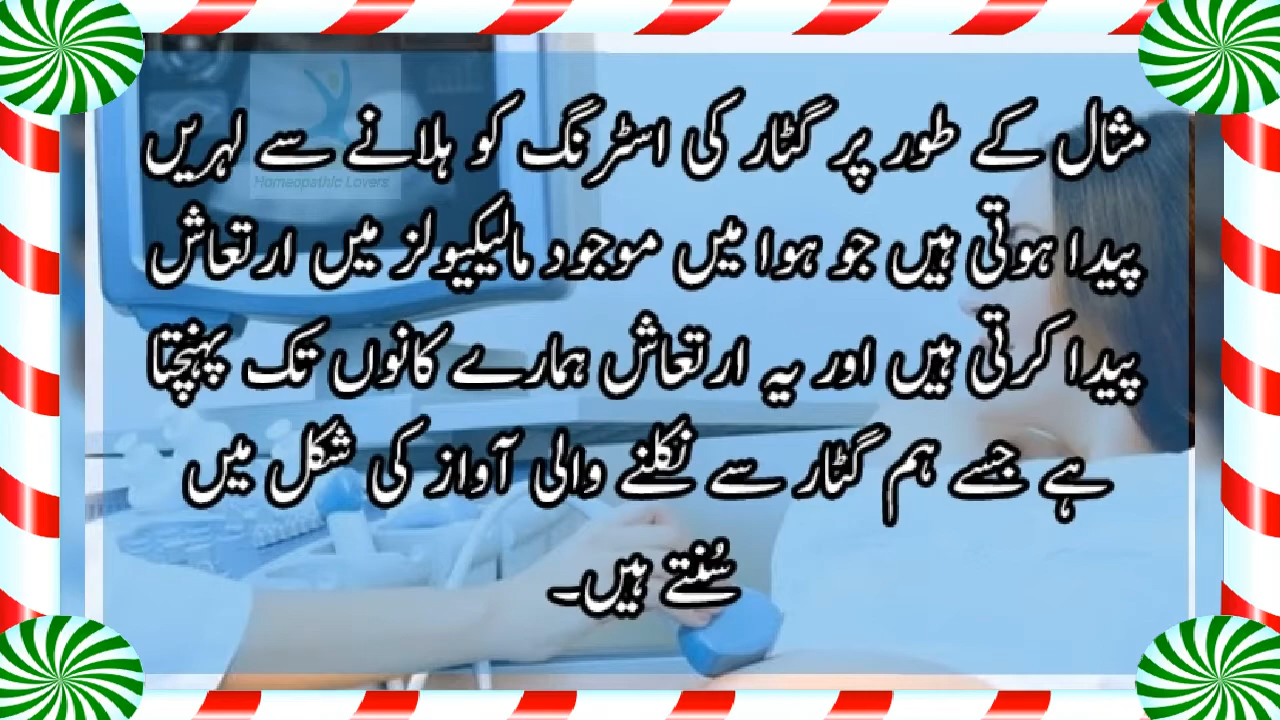 مثال کے طور پر گٹار کی اسٹرنگ کو ہلانے سے لہریں
پیدا ہوتی ہیں جو ہوا میں موجود مالیکیولز میں ارتعاش
پیدا کرتی ہیں اور یہ ارتعاش ہمارے کانوں تک پہنچتا
ہے جسے ہم گٹار سے نکلنے والی آواز کی شکل میں
سُنتے ہیں۔
Homeopathic Lovers